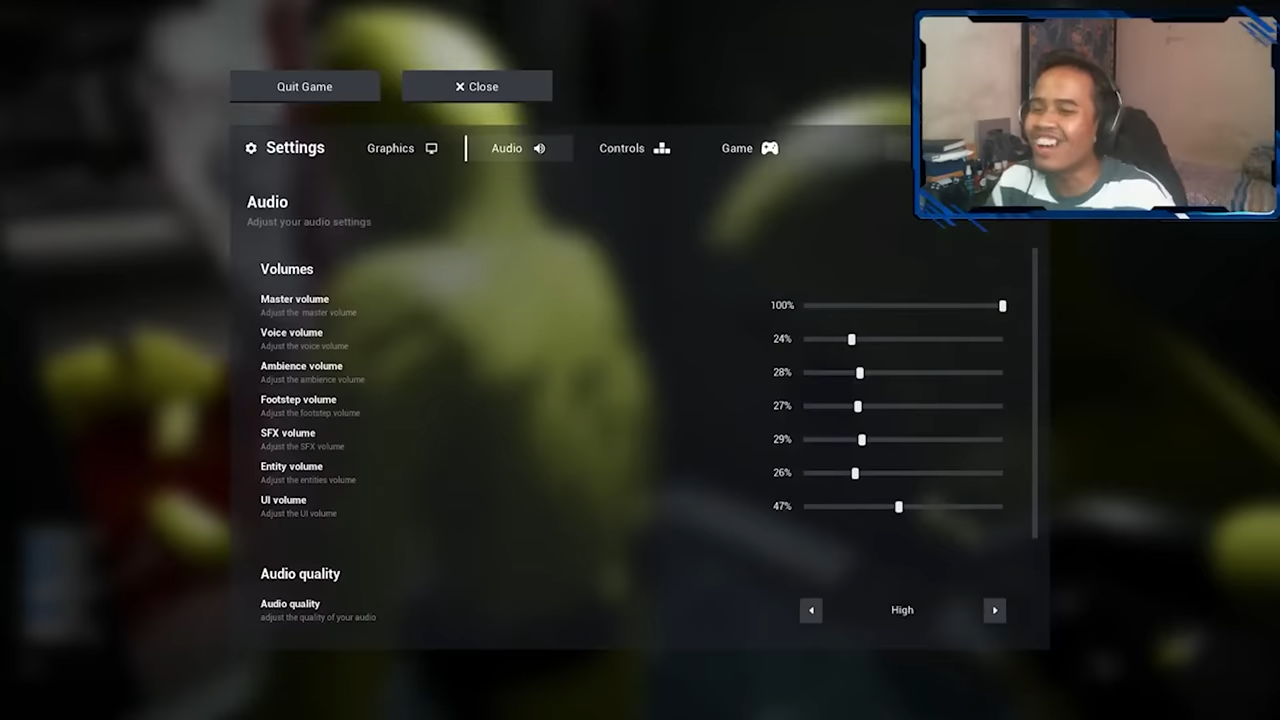 Quit Game
Close
Settings
Graphics
Audio
Controls
Game
Audio
Adjust your audio settings
Volumes
Master volume
100%
Adjust the master volume
Voice volume
24%
Adjust the voice volume
Ambience volume
28%
Adjust the ambience volume
Footstep volume
27%
Adjust the footstep volume
SFX volume
29%
Adjust the SFX volume
Entity volume
26%
Adjust the entities volume
UI volume
47%
Adjust the UI volume
Audio quality
Audio quality
High
adjust the quality of your audio